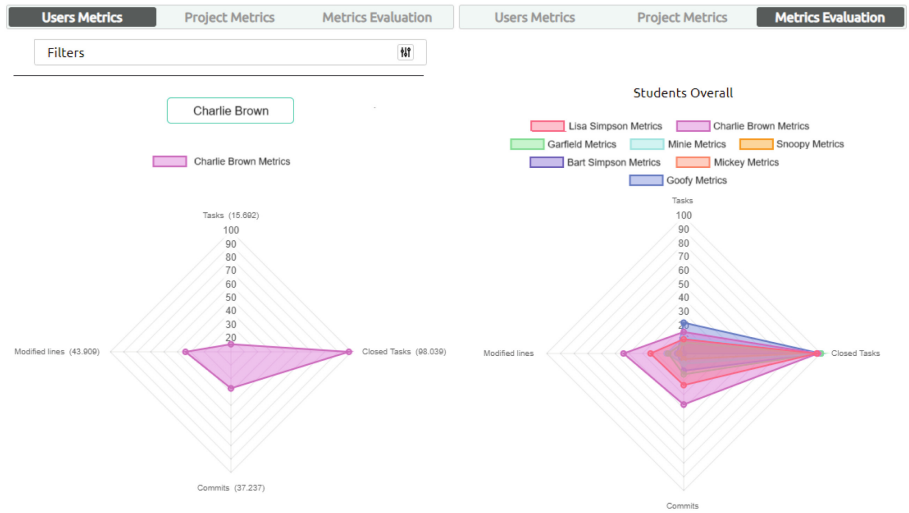 Users Metrics Project Metrics Metrics Evaluation
Filters
Charlie Brown
Charlie Brown Metrics
Tasks (15.692)
100
90
80
70
60
50
40
30
20
Modified lines (43.909)
Closed Tasks (98.039)
Commits (37.237)
Users Metrics Project Metrics Metrics Evaluation
Students Overall
Lisa Simpson Metrics Charlie Brown Metrics
Garfield Metrics Minie Metrics Snoopy Metrics
Bart Simpson Metrics Mickey Metrics
Goofy Metrics
Tasks
100
90
80
70
60
50
40
30
20
Modified lines
Closed Tasks
Commits